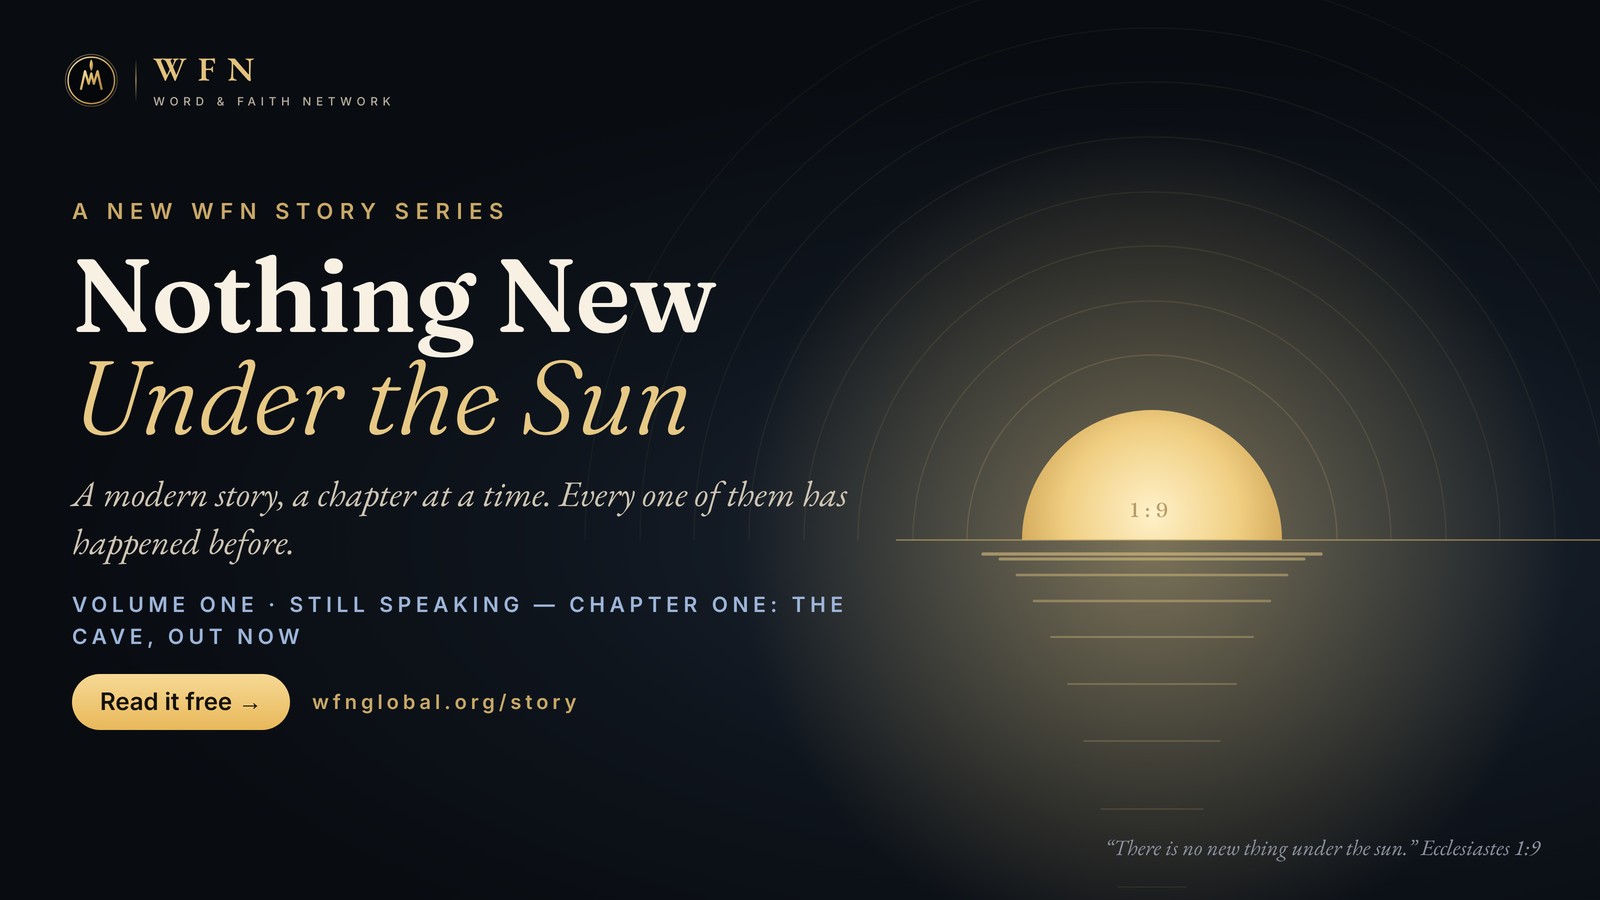 WFN
WORD & FAITH NETWORK
A NEW WFN STORY SERIES
Nothing New
Under the Sun
A modern story, a chapter at a time. Every one of them has
happened before.
VOLUME ONE · STILL SPEAKING — CHAPTER ONE: THE
CAVE, OUT NOW
Read it free →
wfnglobal.org/story
1:9
“There is no new thing under the sun.” Ecclesiastes 1:9